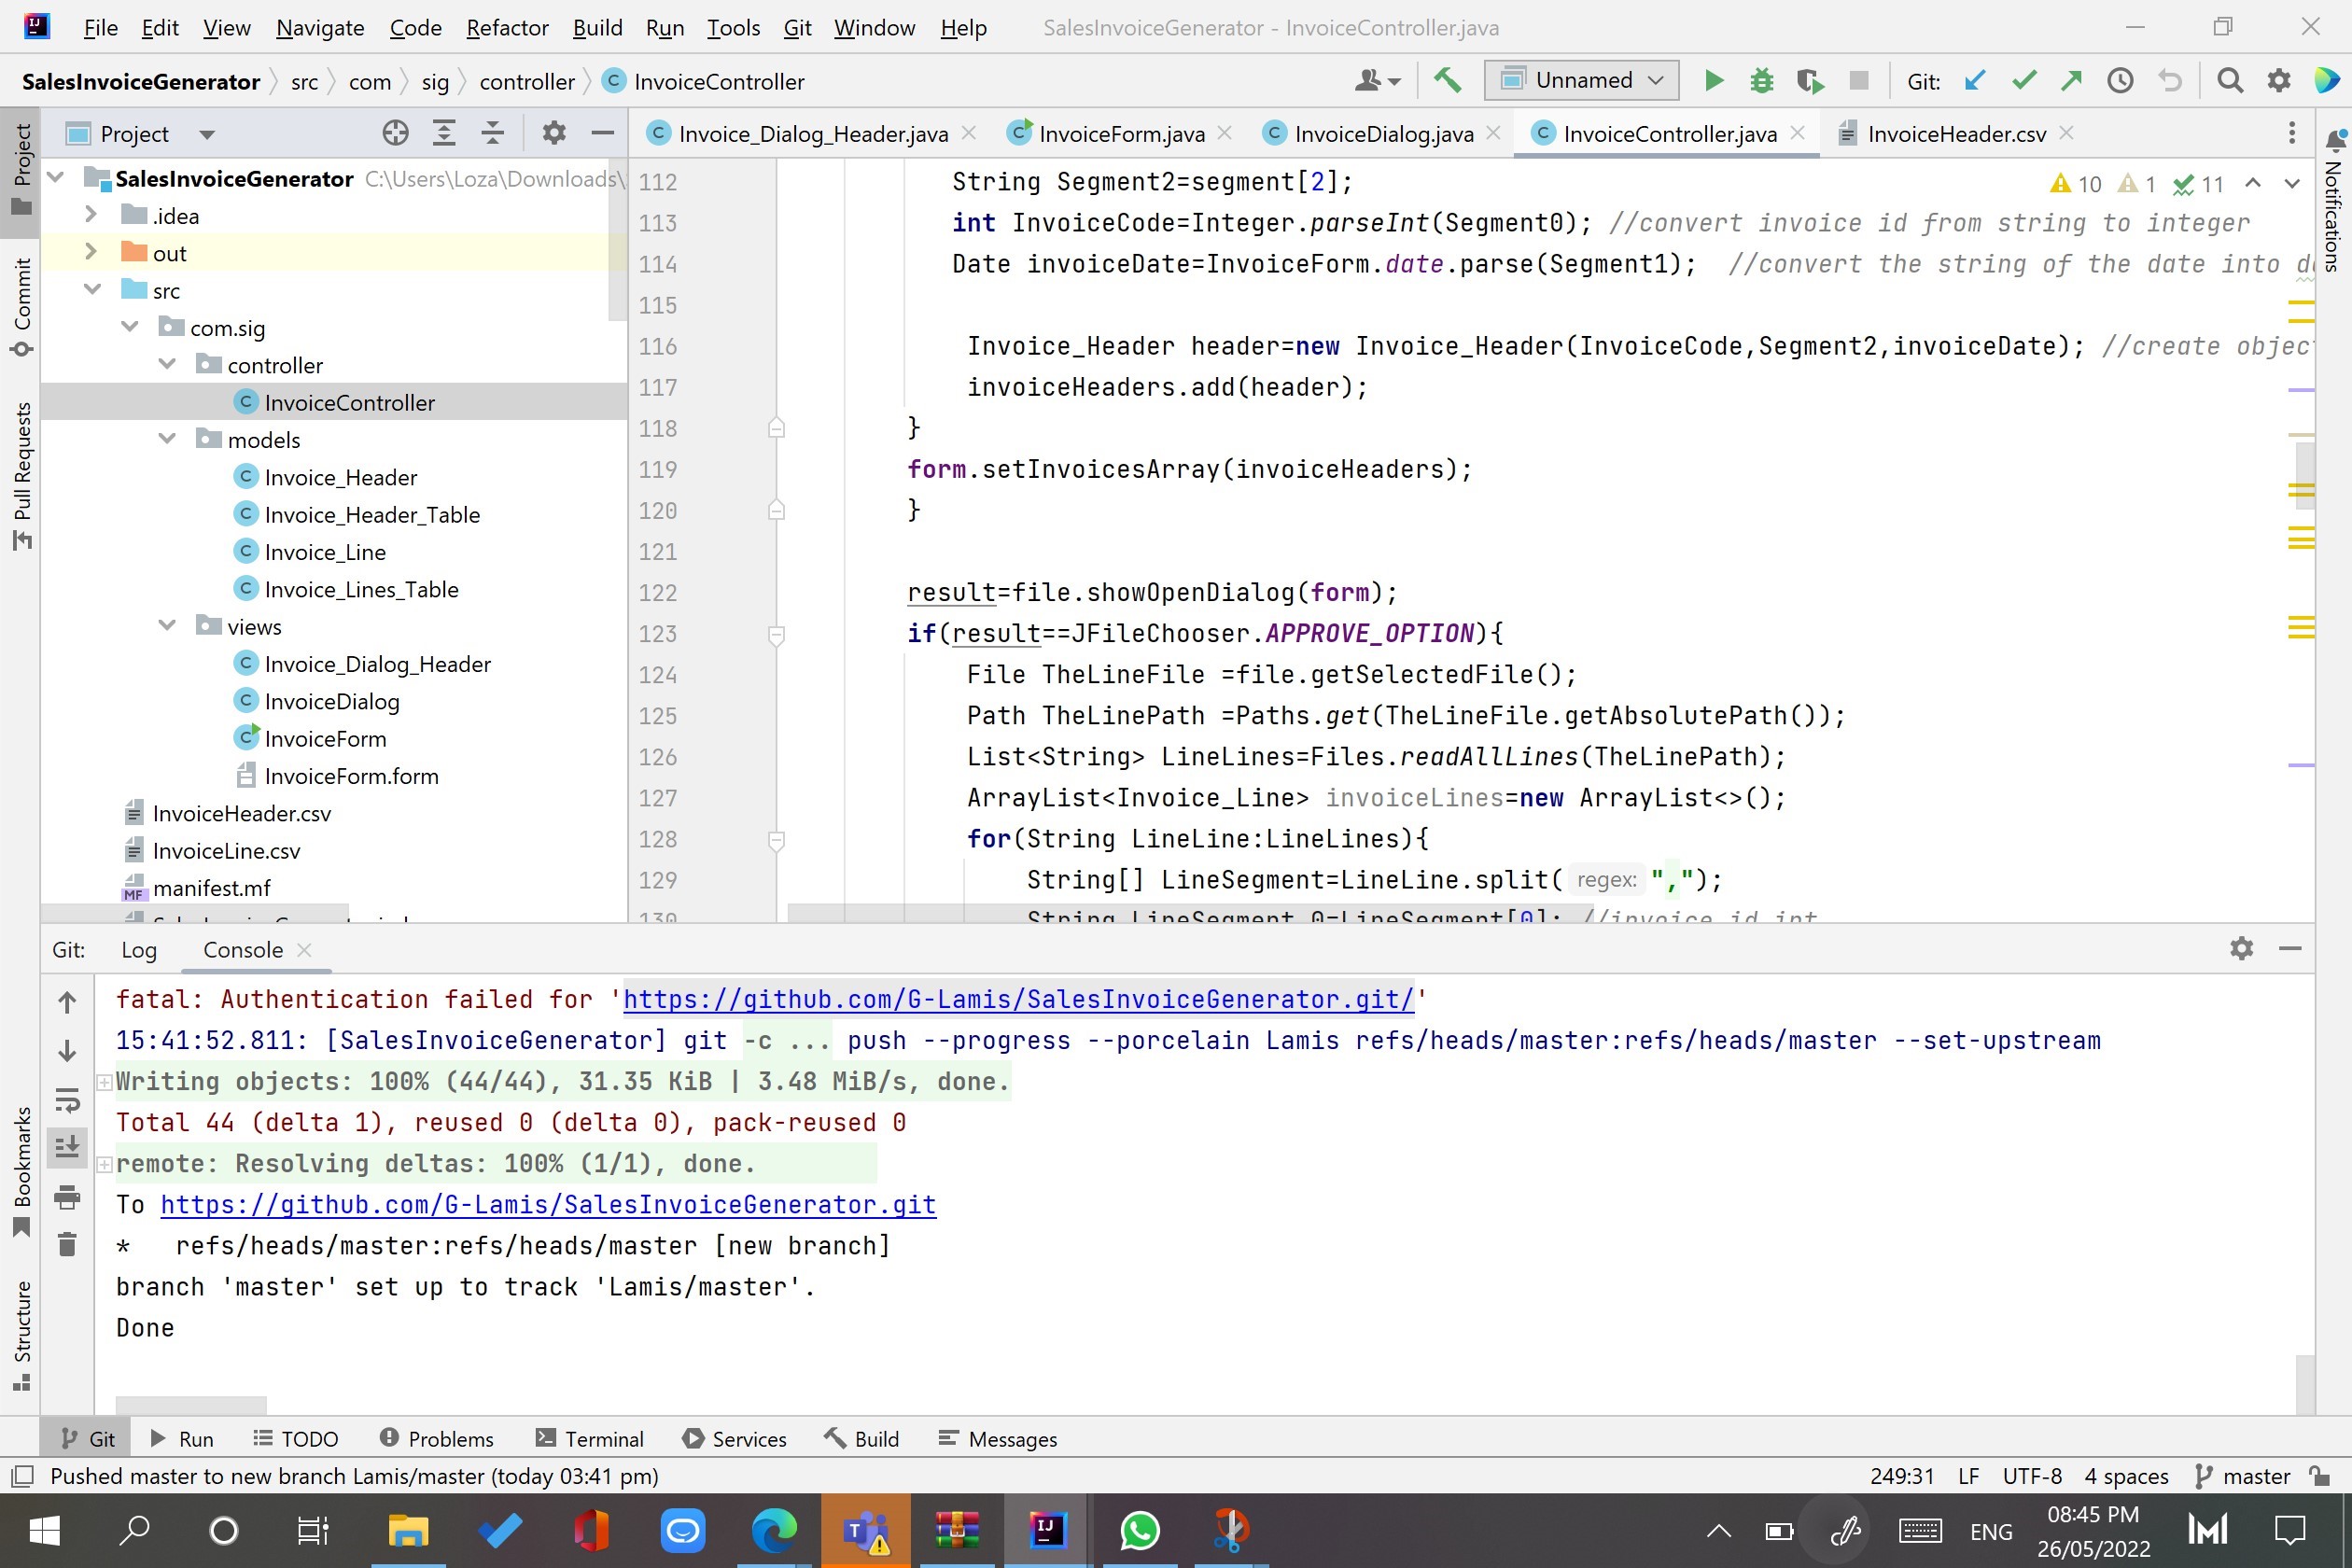 File Edit View Navigate Code Refactor Build Run Tools Git Window Help SalesInvoiceGenerator - InvoiceController.java
SalesInvoiceGenerator src com sig controller InvoiceController Unnamed Git:
Project
Invoice_Dialog_Header.java InvoiceForm.java InvoiceDialog.java InvoiceController.java InvoiceHeader.csv
Project
Commit
Pull Requests
Bookmarks
Structure
Notifications
SalesInvoiceGenerator C:\Users\Loza\Downloads\
.idea
out
src
com.sig
controller
InvoiceController
models
Invoice_Header
Invoice_Header_Table
Invoice_Line
Invoice_Lines_Table
views
Invoice_Dialog_Header
InvoiceDialog
InvoiceForm
InvoiceForm.form
InvoiceHeader.csv
InvoiceLine.csv
manifest.mf
10 1 11
112 String Segment2=segment[2];
113 int InvoiceCode=Integer.parseInt(Segment0); //convert invoice id from string to integer
114 Date invoiceDate=InvoiceForm.date.parse(Segment1); //convert the string of the date into
115
116 Invoice_Header header=new Invoice_Header(InvoiceCode,Segment2,invoiceDate); //create
117 invoiceHeaders.add(header);
118 }
119 form.setInvoicesArray(invoiceHeaders);
120 }
121
122 result=file.showOpenDialog(form);
123 if(result==JFileChooser.APPROVE_OPTION){
124 File TheLineFile =file.getSelectedFile();
125 Path TheLinePath =Paths.get(TheLineFile.getAbsolutePath());
126 List<String> LineLines=Files.readAllLines(TheLinePath);
127 ArrayList<Invoice_Line> invoiceLines=new ArrayList<>();
128 for(String LineLine:LineLines){
129 String[] LineSegment=LineLine.split( regex: ",");
130 String LineSegment_0=LineSegment[0]; //invoice id int
Git: Log Console
fatal: Authentication failed for 'https://github.com/G-Lamis/SalesInvoiceGenerator.git/'
15:41:52.811: [SalesInvoiceGenerator] git -c ... push --progress --porcelain Lamis refs/heads/master:refs/heads/master --set-upstream
Writing objects: 100% (44/44), 31.35 KiB | 3.48 MiB/s, done.
Total 44 (delta 1), reused 0 (delta 0), pack-reused 0
remote: Resolving deltas: 100% (1/1), done.
To https://github.com/G-Lamis/SalesInvoiceGenerator.git
* refs/heads/master:refs/heads/master [new branch]
branch 'master' set up to track 'Lamis/master'.
Done
Git Run TODO Problems Terminal Services Build Messages
Pushed master to new branch Lamis/master (today 03:41 pm) 249:31 LF UTF-8 4 spaces master
ENG 08:45 PM
26/05/2022